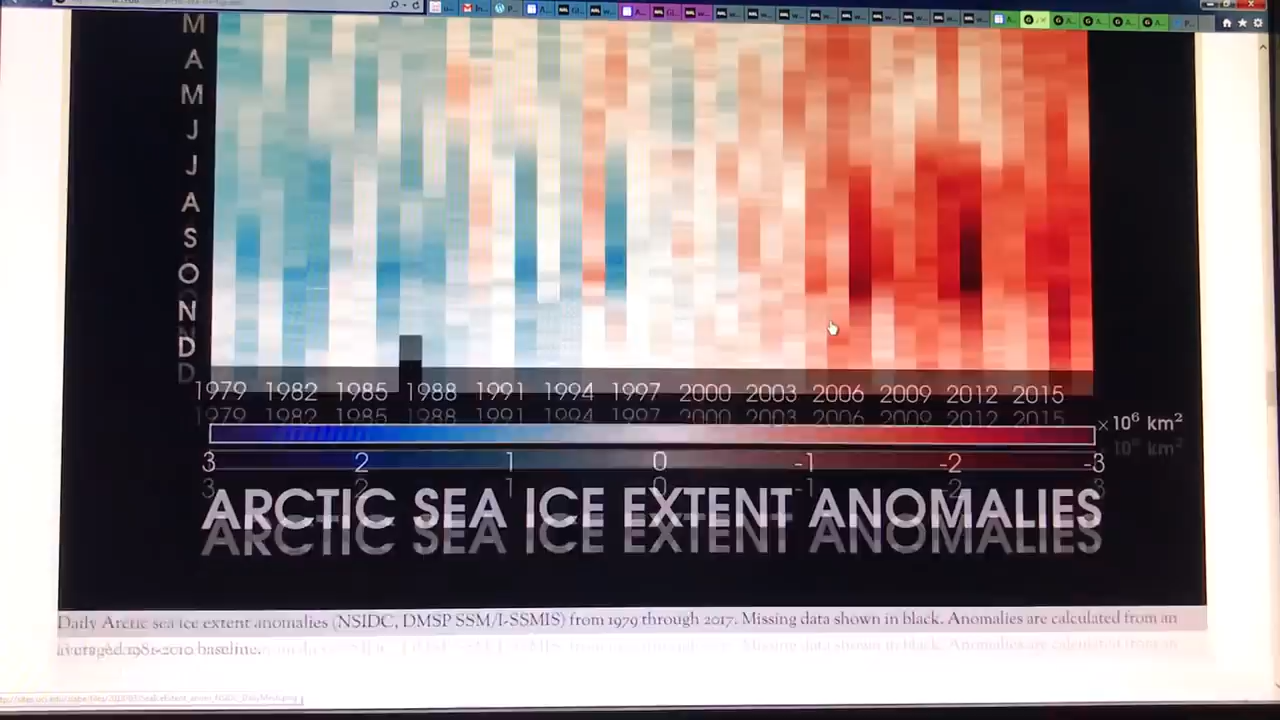 M
A
M
J
J
A
S
O
N
D
1979 1982 1985 1988 1991 1994 1997 2000 2003 2006 2009 2012 2015
×10⁶ km²
3 2 1 0 -1 -2 -3
ARCTIC SEA ICE EXTENT ANOMALIES
Daily Arctic sea ice extent anomalies (NSIDC, DMSP SSM/I-SSMIS) from 1979 through 2017. Missing data shown in black. Anomalies are calculated from an
averaged 1981-2010 baseline.